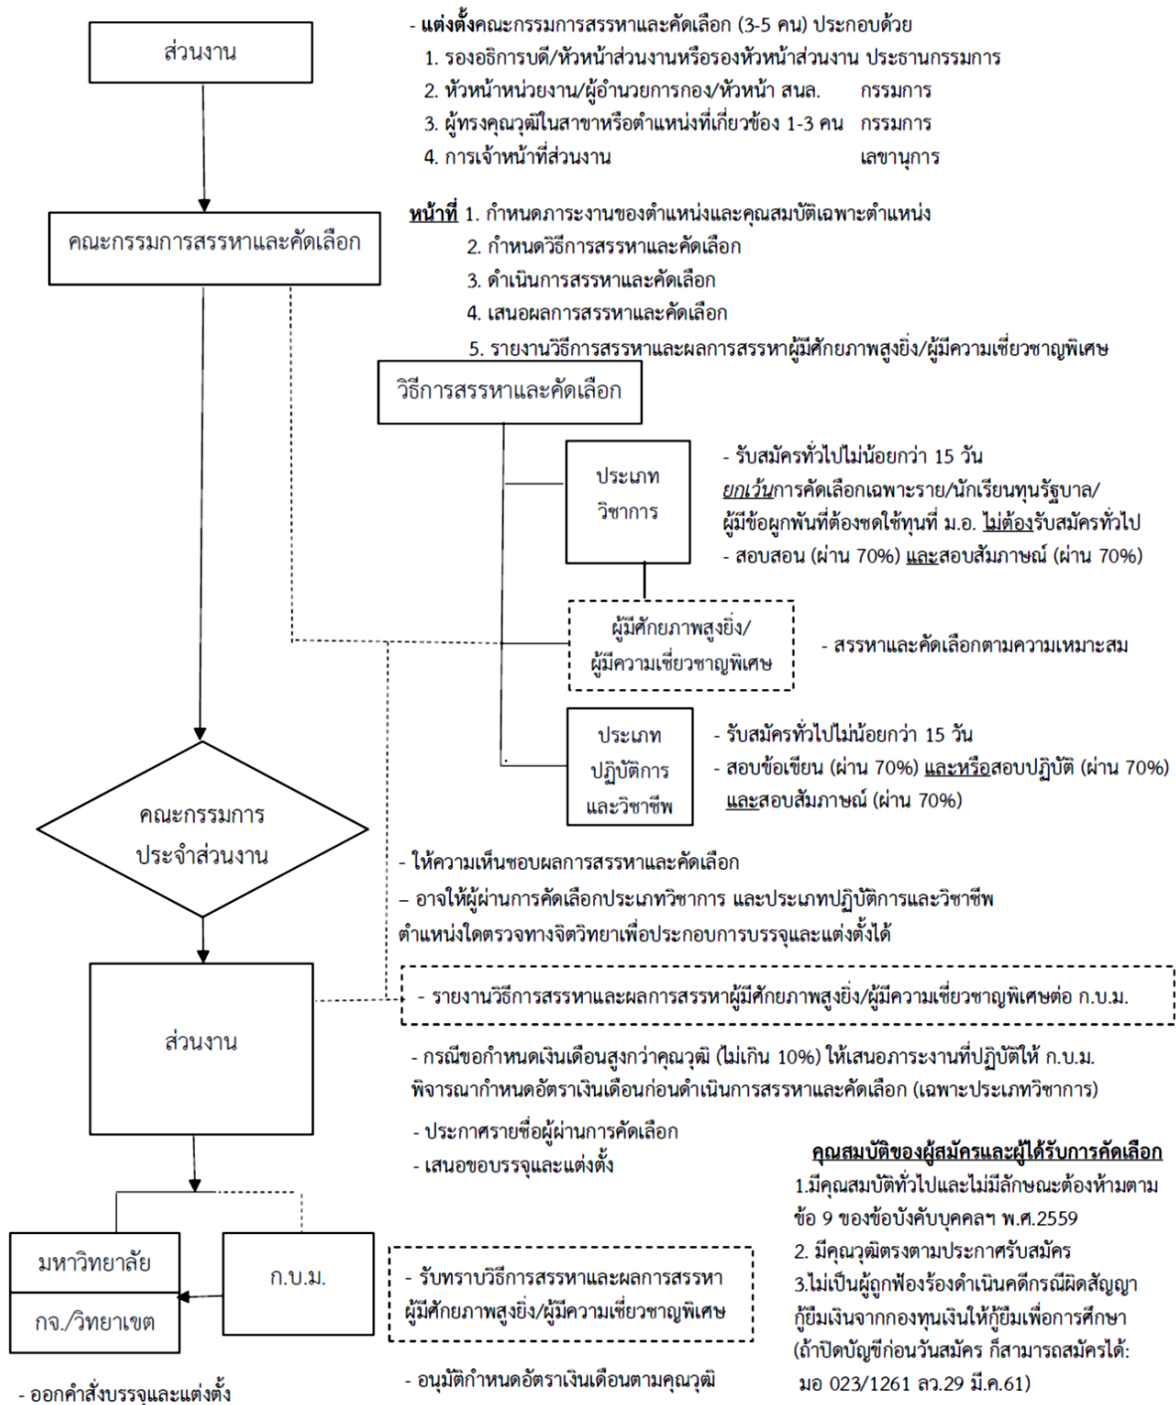 ส่วนงาน
- แต่งตั้งคณะกรรมการสรรหาและคัดเลือก (3-5 คน) ประกอบด้วย
1. รองอธิการบดี/หัวหน้าส่วนงานหรือรองหัวหน้าส่วนงาน ประธานกรรมการ
2. หัวหน้าหน่วยงาน/ผู้อำนวยการกอง/หัวหน้า สนล. กรรมการ
3. ผู้ทรงคุณวุฒิในสาขาหรือตำแหน่งที่เกี่ยวข้อง 1-3 คน กรรมการ
4. การเจ้าหน้าที่ส่วนงาน เลขานุการ
คณะกรรมการสรรหาและคัดเลือก
หน้าที่ 1. กำหนดภาระงานของตำแหน่งและคุณสมบัติเฉพาะตำแหน่ง
2. กำหนดวิธีการสรรหาและคัดเลือก
3. ดำเนินการสรรหาและคัดเลือก
4. เสนอผลการสรรหาและคัดเลือก
5. รายงานวิธีการสรรหาและผลการสรรหาผู้มีศักยภาพสูงยิ่ง/ผู้มีความเชี่ยวชาญพิเศษ
วิธีการสรรหาและคัดเลือก
ประเภท
วิชาการ
- รับสมัครทั่วไปไม่น้อยกว่า 15 วัน
ยกเว้นการคัดเลือกเฉพาะราย/นักเรียนทุนรัฐบาล/
ผู้มีข้อผูกพันที่ต้องชดใช้ทุนที่ ม.อ. ไม่ต้องรับสมัครทั่วไป
- สอบสอน (ผ่าน 70%) และสอบสัมภาษณ์ (ผ่าน 70%)
ผู้มีศักยภาพสูงยิ่ง/
ผู้มีความเชี่ยวชาญพิเศษ
- สรรหาและคัดเลือกตามความเหมาะสม
ประเภท
ปฏิบัติการ
และวิชาชีพ
- รับสมัครทั่วไปไม่น้อยกว่า 15 วัน
- สอบข้อเขียน (ผ่าน 70%) และหรือสอบปฏิบัติ (ผ่าน 70%)
และสอบสัมภาษณ์ (ผ่าน 70%)
คณะกรรมการ
ประจำส่วนงาน
- ให้ความเห็นชอบผลการสรรหาและคัดเลือก
– อาจให้ผู้ผ่านการคัดเลือกประเภทวิชาการ และประเภทปฏิบัติการและวิชาชีพ
ตำแหน่งใดตรวจทางจิตวิทยาเพื่อประกอบการบรรจุและแต่งตั้งได้
ส่วนงาน
- รายงานวิธีการสรรหาและผลการสรรหาผู้มีศักยภาพสูงยิ่ง/ผู้มีความเชี่ยวชาญพิเศษต่อ ก.บ.ม.
- กรณีขอกำหนดเงินเดือนสูงกว่าคุณวุฒิ (ไม่เกิน 10%) ให้เสนอภาระงานที่ปฏิบัติให้ ก.บ.ม.
พิจารณากำหนดอัตราเงินเดือนก่อนดำเนินการสรรหาและคัดเลือก (เฉพาะประเภทวิชาการ)
- ประกาศรายชื่อผู้ผ่านการคัดเลือก
- เสนอขอบรรจุและแต่งตั้ง
มหาวิทยาลัย
กจ./วิทยาเขต
ก.บ.ม.
- รับทราบวิธีการสรรหาและผลการสรรหา
ผู้มีศักยภาพสูงยิ่ง/ผู้มีความเชี่ยวชาญพิเศษ
- อนุมัติกำหนดอัตราเงินเดือนตามคุณวุฒิ
- ออกคำสั่งบรรจุและแต่งตั้ง
คุณสมบัติของผู้สมัครและผู้ได้รับการคัดเลือก
1.มีคุณสมบัติทั่วไปและไม่มีลักษณะต้องห้ามตาม
ข้อ 9 ของข้อบังคับบุคคลฯ พ.ศ.2559
2. มีคุณวุฒิตรงตามประกาศรับสมัคร
3.ไม่เป็นผู้ถูกฟ้องร้องดำเนินคดีกรณีผิดสัญญา
กู้ยืมเงินจากกองทุนเงินให้กู้ยืมเพื่อการศึกษา
(ถ้าปิดบัญชีก่อนวันสมัคร ก็สามารถสมัครได้:
มอ 023/1261 ลว.29 มี.ค.61)